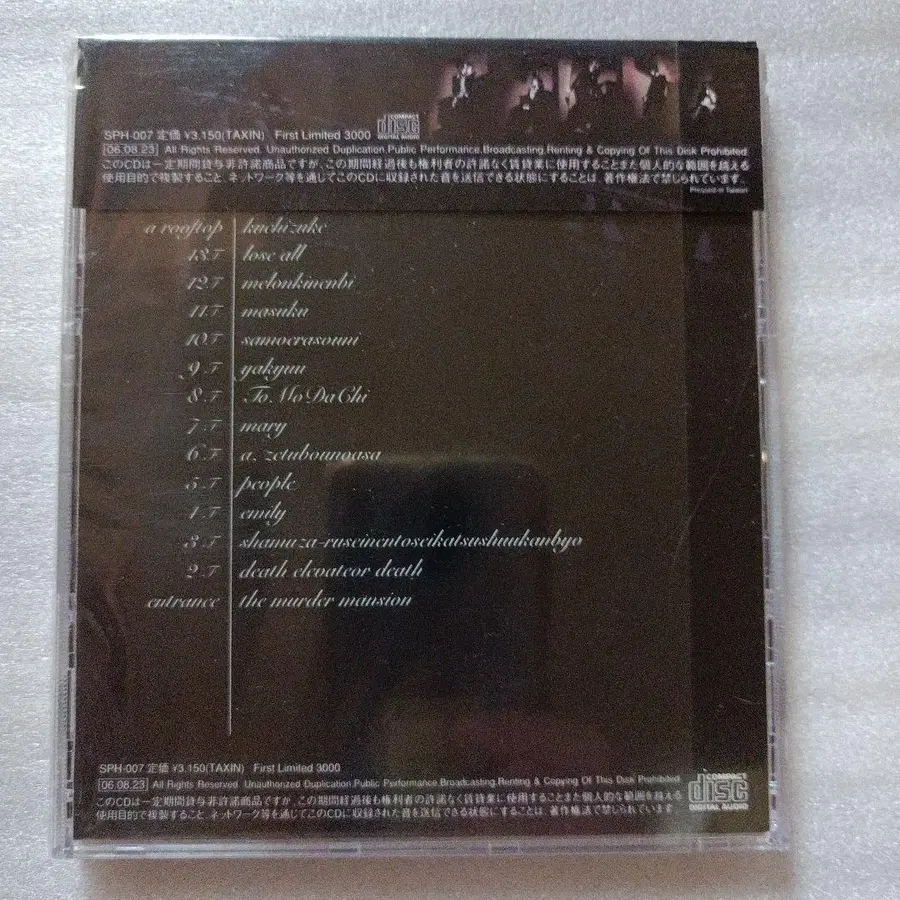 SPH-007 定価 ¥3,150(TAXIN) First Limited 3000
COMPACT disc DIGITAL AUDIO
06.08.23 All Rights Reserved. Unauthorized Duplication.Public Performance.Broadcasting.Renting & Copying Of This Disk Prohibited
このCDは一定期間貸与非許諾商品ですが、この期間経過後も権利者の許諾なく賃貸業に使用することまた個人的な範囲を越える
使用目的で複製すること、ネットワーク等を通じてこのCDに収録された音を送信できる状態にすることは、著作権法で禁じられています。
a rooftop kuchizuke
13.F lose all
12.F melonkinenbi
11.F masuku
10.F samoerasouni
9.F yakyuu
8.F To.Mo.Da.Chi
7.F mary
6.F a, zetubounoasa
5.F people
4.F emily
3.F shamuza-ruseinentoseikatsushuukanbyo
2.F death elevateor death
entrance the murder mansion
SPH-007 定価 ¥3,150(TAXIN) First Limited 3000
06.08.23 All Rights Reserved. Unauthorized Duplication.Public Performance.Broadcasting.Renting & Copying Of This Disk Prohibited.
このCDは一定期間貸与非許諾商品ですが、この期間経過後も権利者の許諾なく賃貸業に使用することまた個人的な範囲を越える
使用目的で複製すること、ネットワーク等を通じてこのCDに収録された音を送信できる状態にすることは、著作権法で禁じられています。
COMPACT disc DIGITAL AUDIO